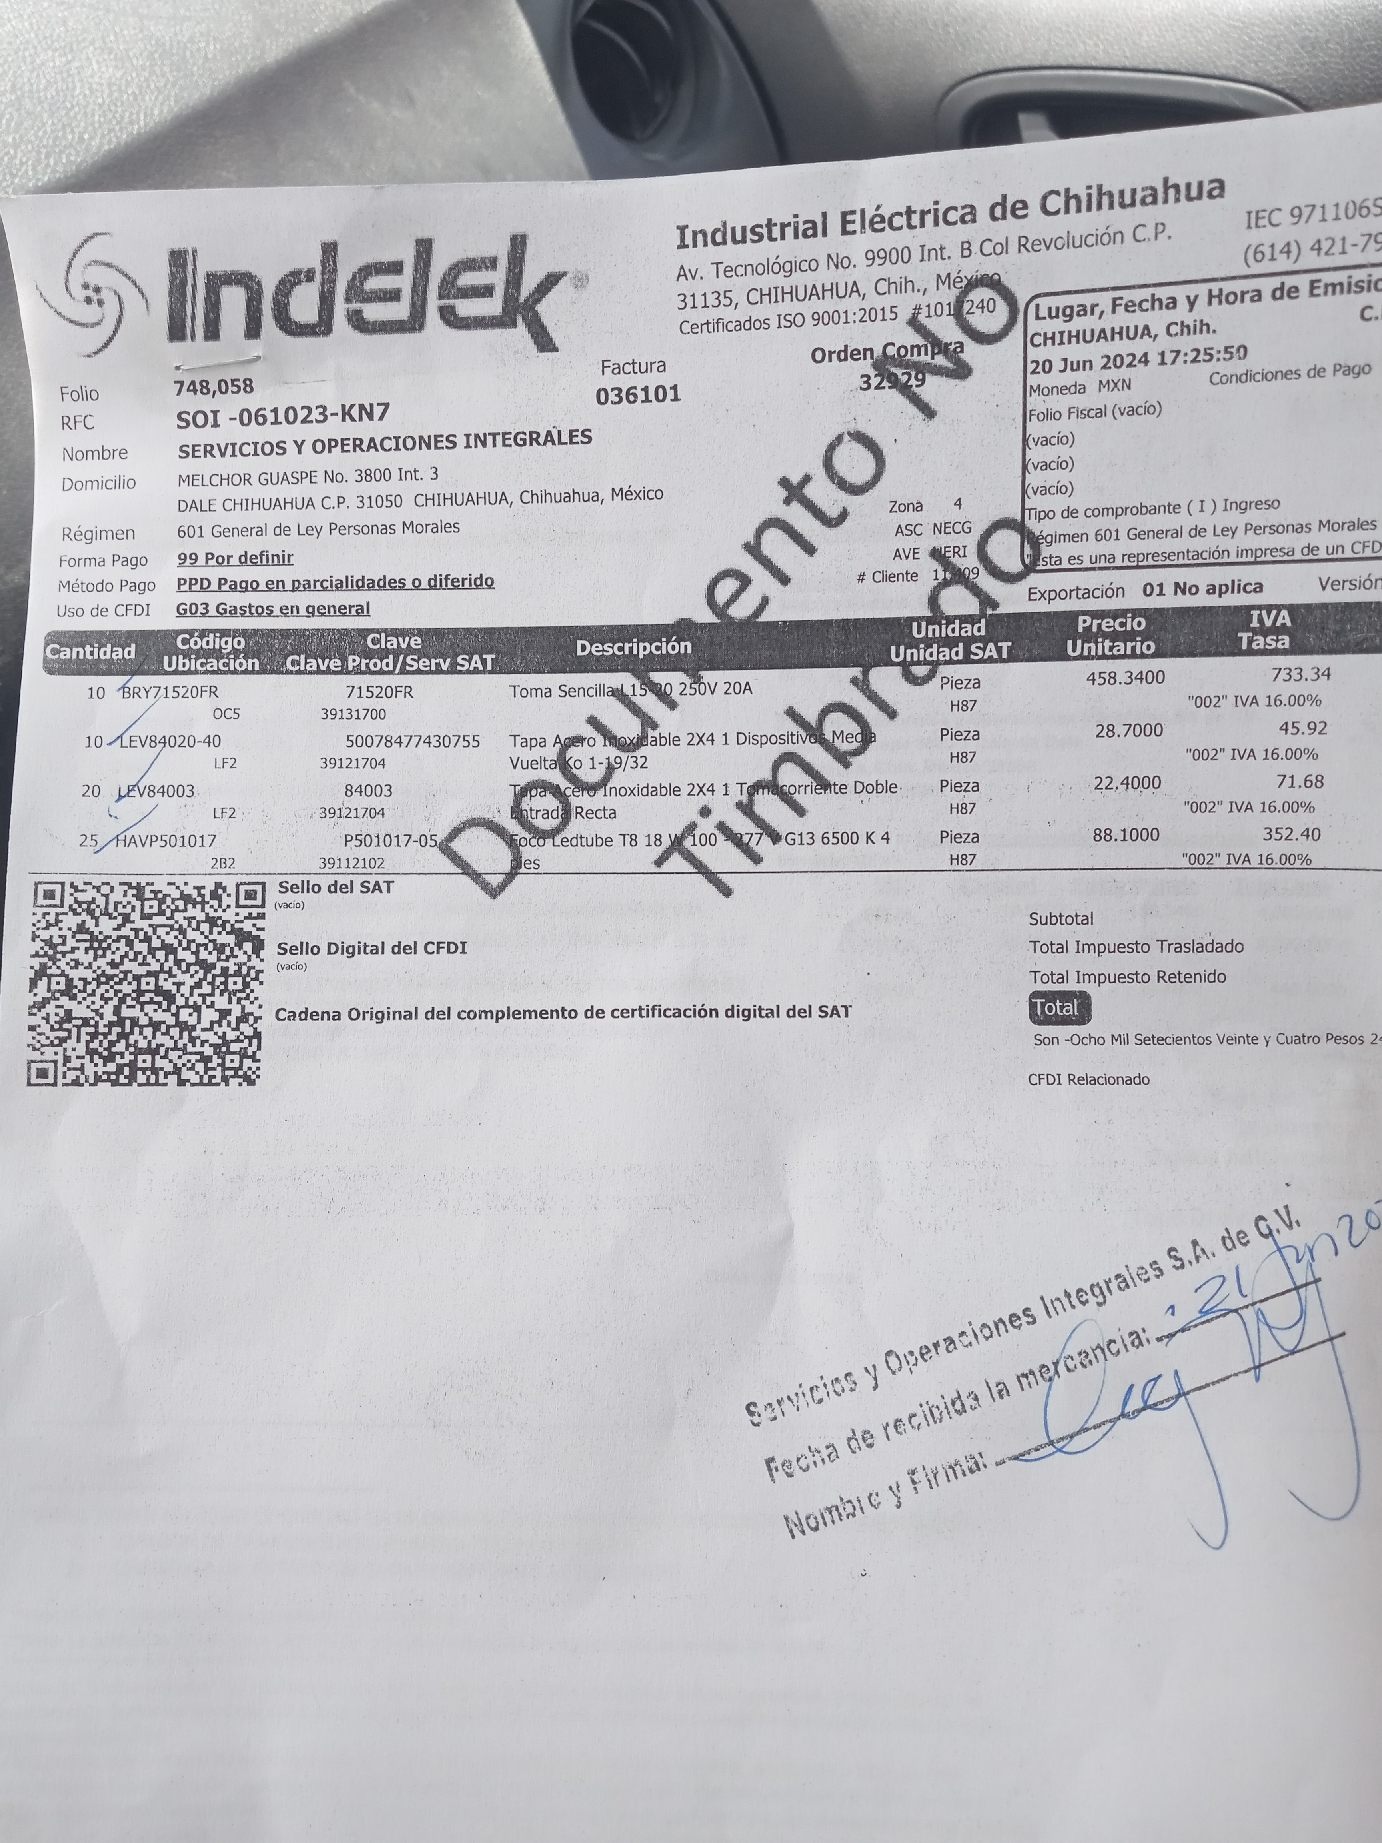 Indelek®
Industrial Eléctrica de Chihuahua
Av. Tecnológico No. 9900 Int. B Col Revolución C.P.
31135, CHIHUAHUA, Chih., México
Certificados ISO 9001:2015 #101 240
IEC 971106S
(614) 421-79
Lugar, Fecha y Hora de Emisió
CHIHUAHUA, Chih. C.
20 Jun 2024 17:25:50
Moneda MXN Condiciones de Pago
Folio Fiscal (vacío)
(vacío)
(vacío)
(vacío)
Tipo de comprobante ( I ) Ingreso
Régimen 601 General de Ley Personas Morales
Esta es una representación impresa de un CFD
Exportación 01 No aplica Versión
Folio 748,058
Factura
036101
Orden Compra
32929
RFC SOI -061023-KN7
Nombre SERVICIOS Y OPERACIONES INTEGRALES
Domicilio MELCHOR GUASPE No. 3800 Int. 3
DALE CHIHUAHUA C.P. 31050 CHIHUAHUA, Chihuahua, México
Régimen 601 General de Ley Personas Morales
Forma Pago 99 Por definir
Método Pago PPD Pago en parcialidades o diferido
Uso de CFDI G03 Gastos en general
Zona 4
ASC NECG
AVE
# Cliente
Documento No
Timbrado
Cantidad Código Clave Descripción Unidad Precio IVA
Ubicación Clave Prod/Serv SAT Unidad SAT Unitario Tasa
10 BRY71520FR 71520FR Toma Sencilla L15-20 250V 20A Pieza 458.3400 733.34
OC5 39131700 H87 "002" IVA 16.00%
10 LEV84020-40 50078477430755 Tapa Acero Inoxidable 2X4 1 Dispositivos Media Pieza 28.7000 45.92
LF2 39121704 Vuelta Ko 1-19/32 H87 "002" IVA 16.00%
20 LEV84003 84003 Tapa Acero Inoxidable 2X4 1 Tomacorriente Doble Pieza 22.4000 71.68
LF2 39121704 Entrada Recta H87 "002" IVA 16.00%
25 HAVP501017 P501017-05 Foco Ledtube T8 18 W 100 - 277 V G13 6500 K 4 Pieza 88.1000 352.40
2B2 39112102 Pies H87 "002" IVA 16.00%
Sello del SAT
(vacío)
Sello Digital del CFDI
(vacío)
Cadena Original del complemento de certificación digital del SAT
Subtotal
Total Impuesto Trasladado
Total Impuesto Retenido
Total
Son -Ocho Mil Setecientos Veinte y Cuatro Pesos 24
CFDI Relacionado
Servicios y Operaciones Integrales S.A. de C.V.
Fecha de recibida la mercancía: 21 Jun 20
Nombre y Firma: